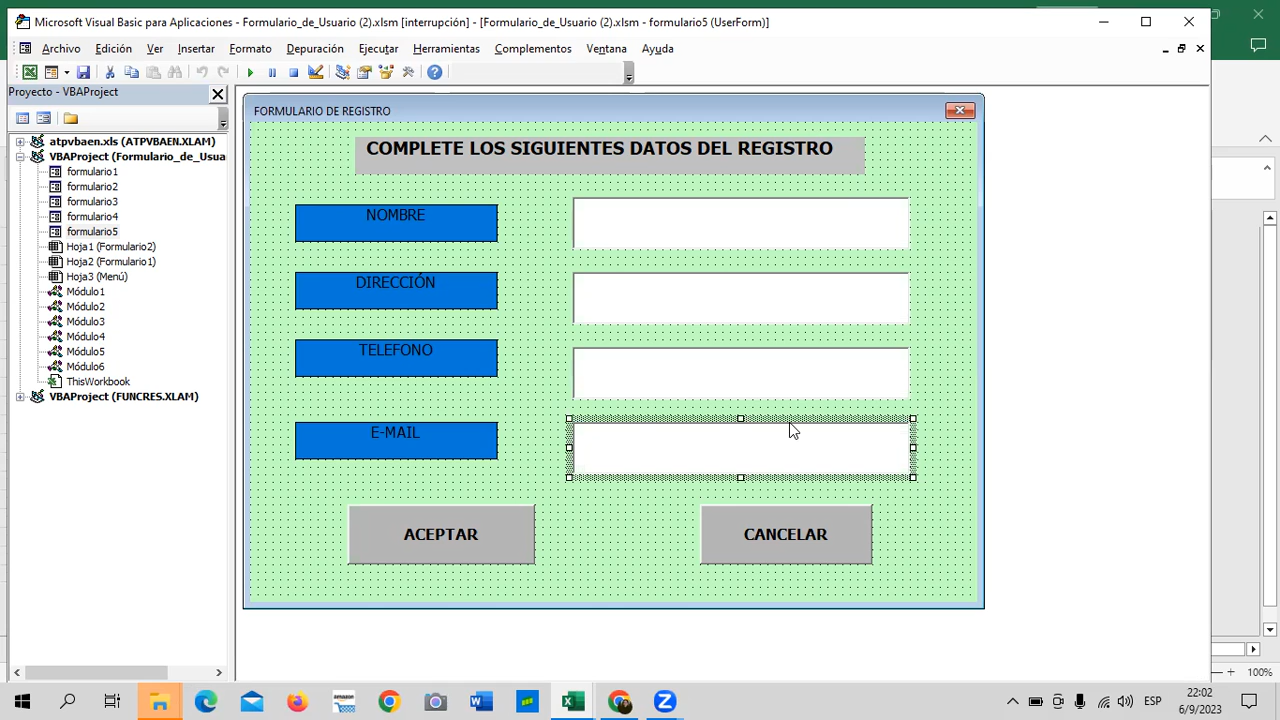 Microsoft Visual Basic para Aplicaciones - Formulario_de_Usuario (2).xlsm [interrupción] - [Formulario_de_Usuario (2).xlsm - formulario5 (UserForm)]
Archivo Edición Ver Insertar Formato Depuración Ejecutar Herramientas Complementos Ventana Ayuda
Proyecto - VBAProject
atpvbaen.xls (ATPVBAEN.XLAM)
VBAProject (Formulario_de_Usua
formulario1
formulario2
formulario3
formulario4
formulario5
Hoja1 (Formulario2)
Hoja2 (Formulario1)
Hoja3 (Menú)
Módulo1
Módulo2
Módulo3
Módulo4
Módulo5
Módulo6
ThisWorkbook
VBAProject (FUNCRES.XLAM)
FORMULARIO DE REGISTRO
COMPLETE LOS SIGUIENTES DATOS DEL REGISTRO
NOMBRE
DIRECCIÓN
TELEFONO
E-MAIL
ACEPTAR
CANCELAR
100%
amazon
ESP
22:02
6/9/2023